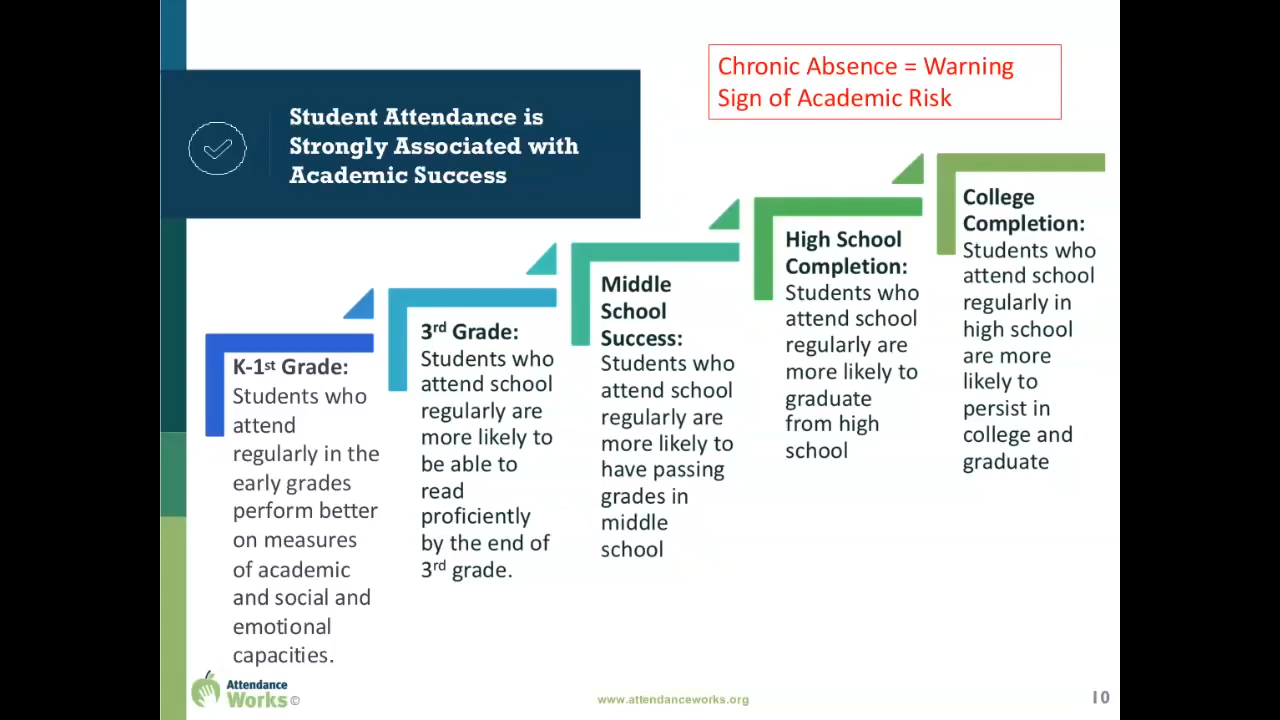 Chronic Absence = Warning
Sign of Academic Risk
Student Attendance is
Strongly Associated with
Academic Success
K-1st Grade:
Students who
attend
regularly in the
early grades
perform better
on measures
of academic
and social and
emotional
capacities.
3rd Grade:
Students who
attend school
regularly are
more likely to
be able to
read
proficiently
by the end of
3rd grade.
Middle
School
Success:
Students who
attend school
regularly are
more likely to
have passing
grades in
middle
school
High School
Completion:
Students who
attend school
regularly are
more likely to
graduate
from high
school
College
Completion:
Students who
attend school
regularly in
high school
are more
likely to
persist in
college and
graduate
Attendance
Works©
www.attendanceworks.org
10